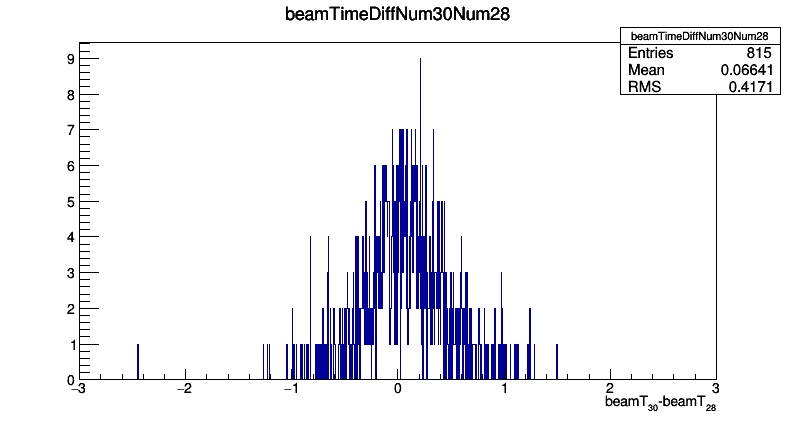 beamTimeDiffNum30Num28
beamTimeDiffNum30Num28
Entries 815
Mean 0.06641
RMS 0.4171
9
8
7
6
5
4
3
2
1
0
−3 −2 −1 0 1 2 3
beamT30-beamT28